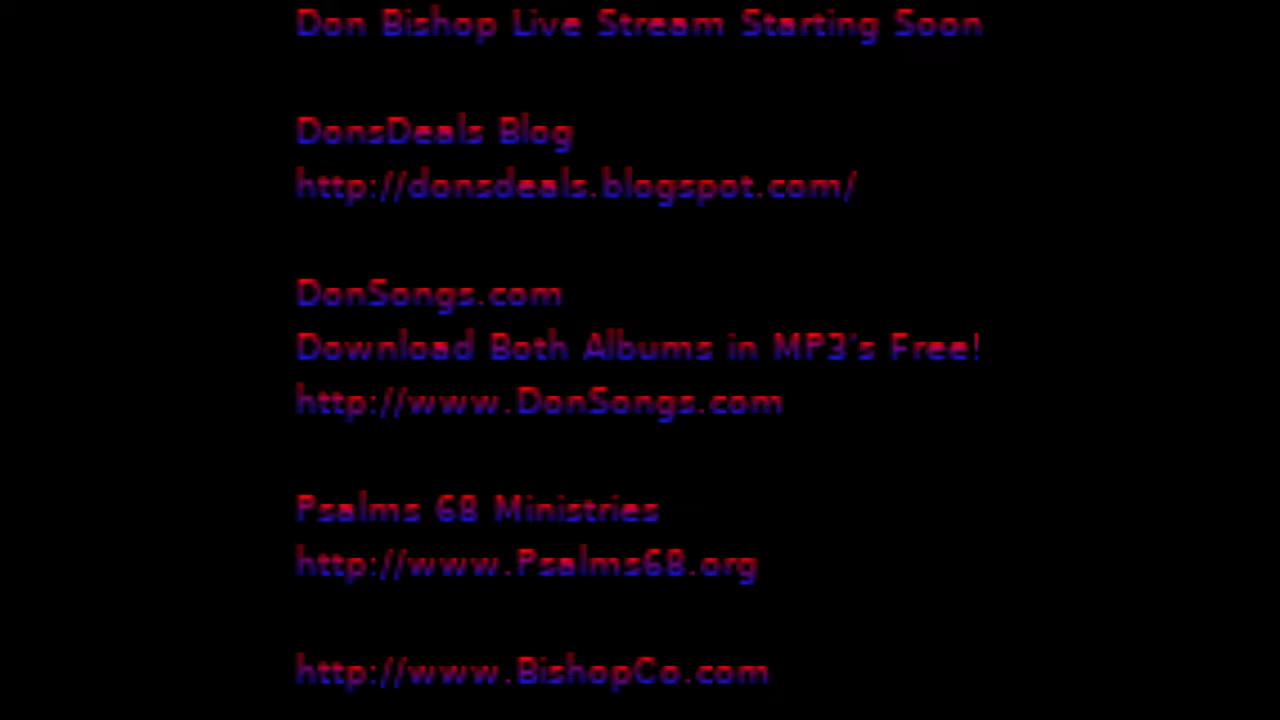 Don Bishop Live Stream Starting Soon
DonsDeals Blog
http://donsdeals.blogspot.com/
DonSongs.com
Download Both Albums in MP3's Free!
http://www.DonSongs.com
Psalms 68 Ministries
http://www.Psalms68.org
http://www.BishopCo.com